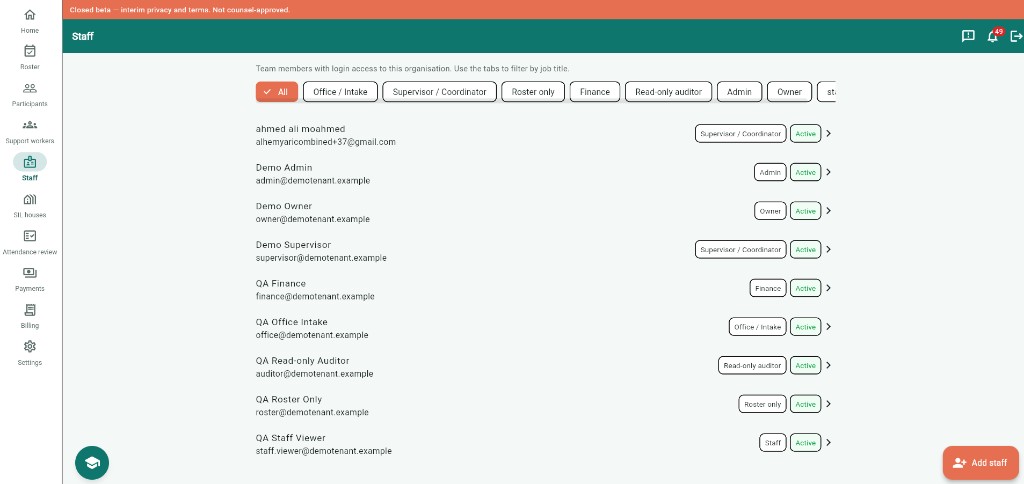 Closed beta — interim privacy and terms. Not counsel-approved.
Staff
49
Home
Roster
Participants
Support workers
Staff
SIL houses
Attendance review
Payments
Billing
Settings
Team members with login access to this organisation. Use the tabs to filter by job title.
All Office / Intake Supervisor / Coordinator Roster only Finance Read-only auditor Admin Owner sta
ahmed ali moahmed
alhemyaricombined+37@gmail.com
Supervisor / Coordinator Active
Demo Admin
admin@demotenant.example
Admin Active
Demo Owner
owner@demotenant.example
Owner Active
Demo Supervisor
supervisor@demotenant.example
Supervisor / Coordinator Active
QA Finance
finance@demotenant.example
Finance Active
QA Office Intake
office@demotenant.example
Office / Intake Active
QA Read-only Auditor
auditor@demotenant.example
Read-only auditor Active
QA Roster Only
roster@demotenant.example
Roster only Active
QA Staff Viewer
staff.viewer@demotenant.example
Staff Active
Add staff